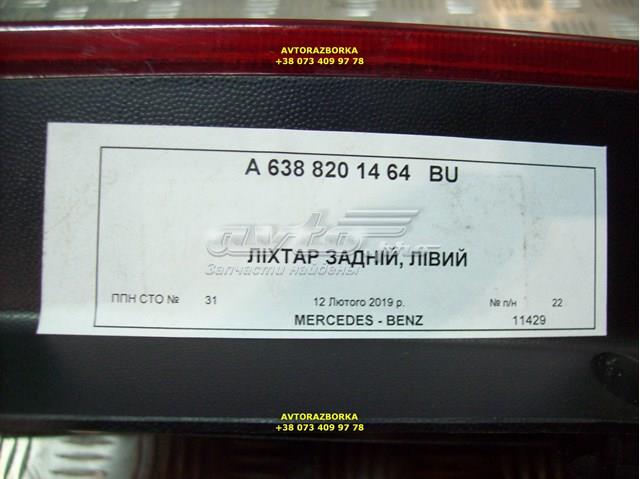 AVTORAZBORKA
+38 073 409 97 78
A 638 820 14 64 BU
avto
Запчасти найдены
ЛІХТАР ЗАДНІЙ, ЛІВИЙ
ППН СТО № 31 12 Лютого 2019 р. № п/н 22
MERCEDES - BENZ 11429
AVTORAZBORKA
+38 073 409 97 78